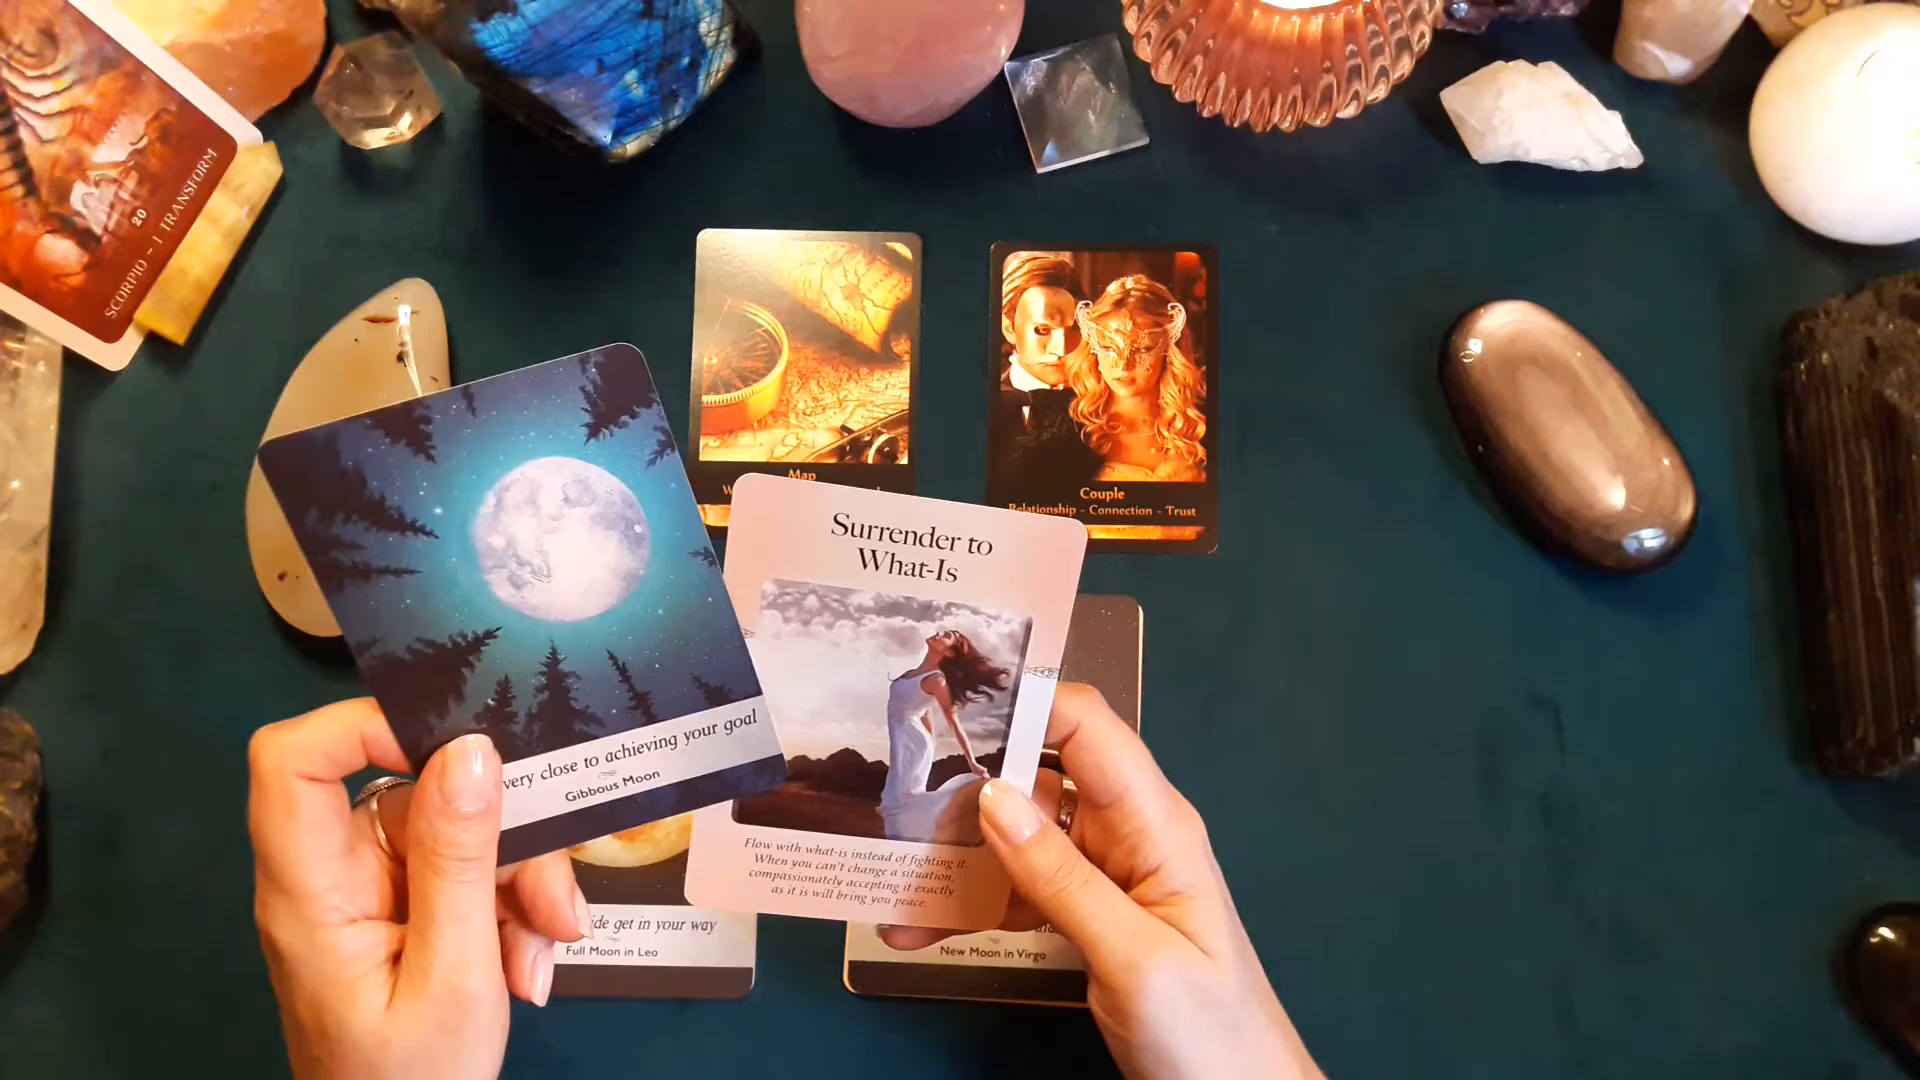 20
SCORPIO ~ I TRANSFORM
Map
W
Couple
Relationship - Connection - Trust
very close to achieving your goal
Gibbous Moon
Surrender to
What-Is
Flow with what-is instead of fighting it.
When you can't change a situation,
compassionately accepting it exactly
as it is will bring you peace.
ide get in your way
Full Moon in Leo
New Moon in Virgo